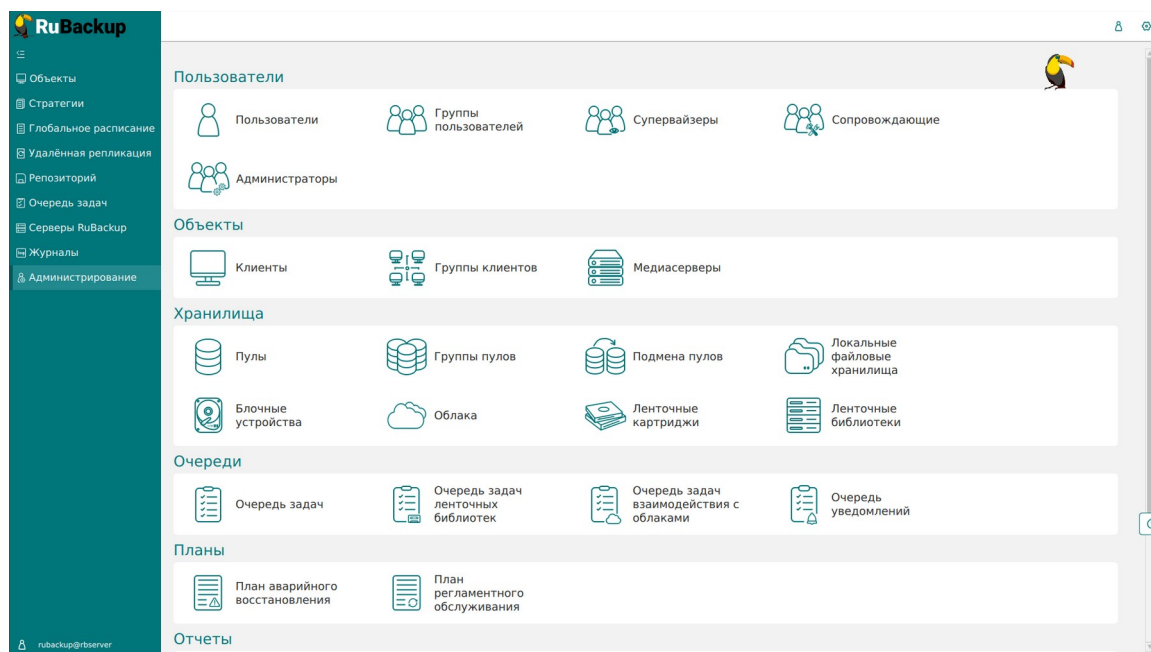 RuBackup
Объекты
Стратегии
Глобальное расписание
Удалённая репликация
Репозиторий
Очередь задач
Серверы RuBackup
Журналы
Администрирование
rubackup@rbserver
Пользователи
Пользователи
Группы
пользователей
Супервайзеры
Сопровождающие
Администраторы
Объекты
Клиенты
Группы клиентов
Медиасерверы
Хранилища
Пулы
Группы пулов
Подмена пулов
Локальные
файловые
хранилища
Блочные
устройства
Облака
Ленточные
картриджи
Ленточные
библиотеки
Очереди
Очередь задач
Очередь задач
ленточных
библиотек
Очередь задач
взаимодействия с
облаками
Очередь
уведомлений
Планы
План аварийного
восстановления
План
регламентного
обслуживания
Отчеты